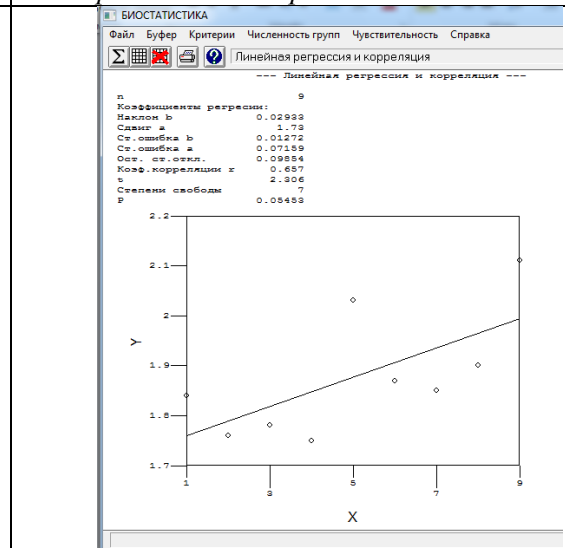 БИОСТАТИСТИКА
Файл Буфер Критерии Численность групп Чувствительность Справка
Линейная регрессия и корреляция
--- Линейная регрессия и корреляция ---
n 9
Коэффициенты регресии:
Наклон b 0.02933
Сдвиг a 1.73
Ст.ошибка b 0.01272
Ст.ошибка a 0.07159
Ост. ст.откл. 0.09854
Коэф.корреляции r 0.657
t 2.306
Степени свободы 7
P 0.05453
2.2
2.1
2
1.9
1.8
1.7
Y
1 3 5 7 9
X